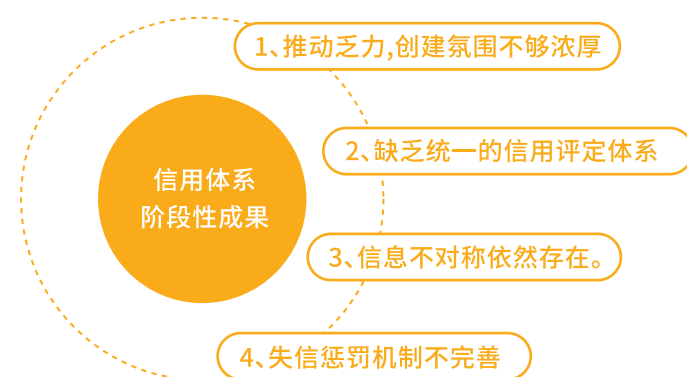 1、推动乏力,创建氛围不够浓厚
2、缺乏统一的信用评定体系
信用体系
阶段性成果
3、信息不对称依然存在。
4、失信惩罚机制不完善